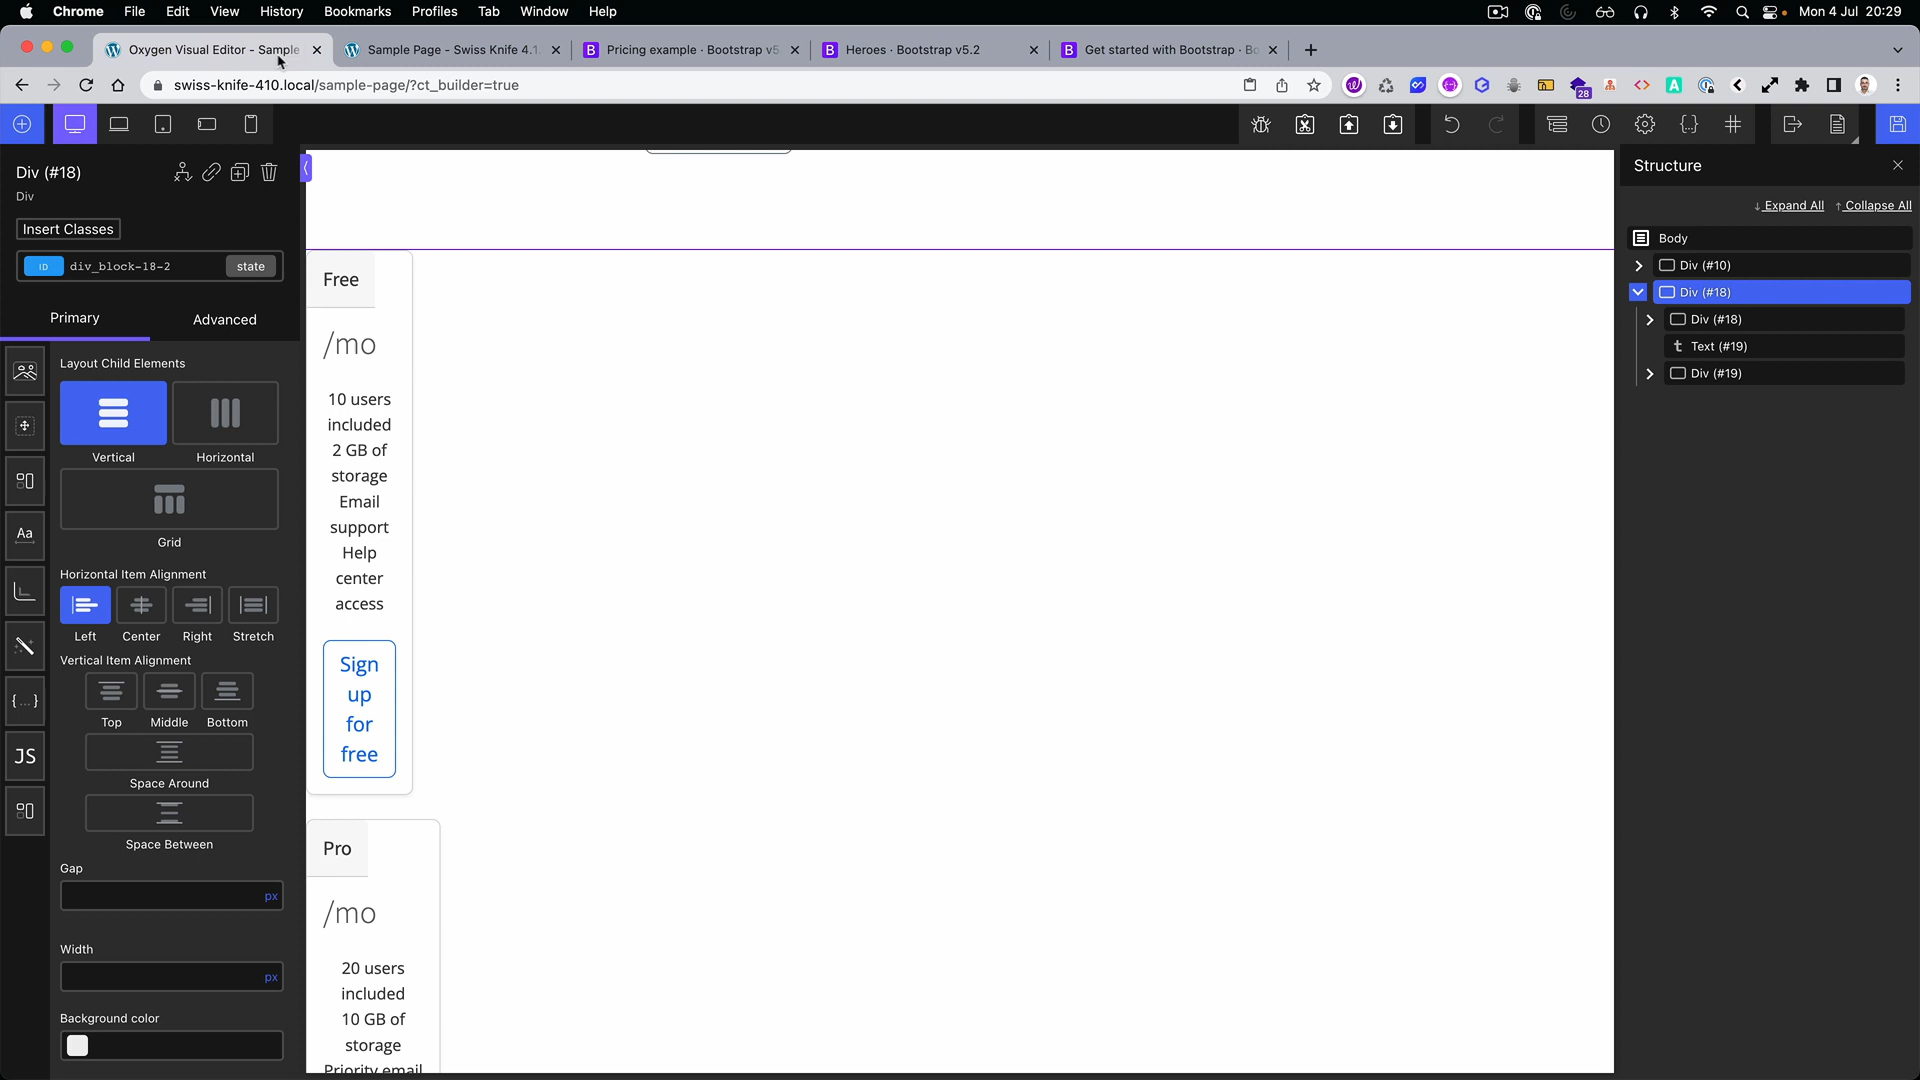 Chrome File Edit View History Bookmarks Profiles Tab Window Help Mon 4 Jul 20:29
Oxygen Visual Editor - Sample
Sample Page - Swiss Knife 4.1.
B Pricing example · Bootstrap v5
B Heroes · Bootstrap v5.2
B Get started with Bootstrap · Bo
swiss-knife-410.local/sample-page/?ct_builder=true
28
A
Div (#18)
Div
Insert Classes
ID div_block-18-2 state
Primary Advanced
Layout Child Elements
Vertical Horizontal
Grid
Horizontal Item Alignment
Left Center Right Stretch
Vertical Item Alignment
Top Middle Bottom
Space Around
Space Between
Gap
px
Width
px
Background color
Aa
{...}
JS
Free
/mo
10 users
included
2 GB of
storage
Email
support
Help
center
access
Sign
up
for
free
Pro
/mo
20 users
included
10 GB of
storage
Priority email
Structure
↓ Expand All ↑ Collapse All
Body
Div (#10)
Div (#18)
Div (#18)
t Text (#19)
Div (#19)